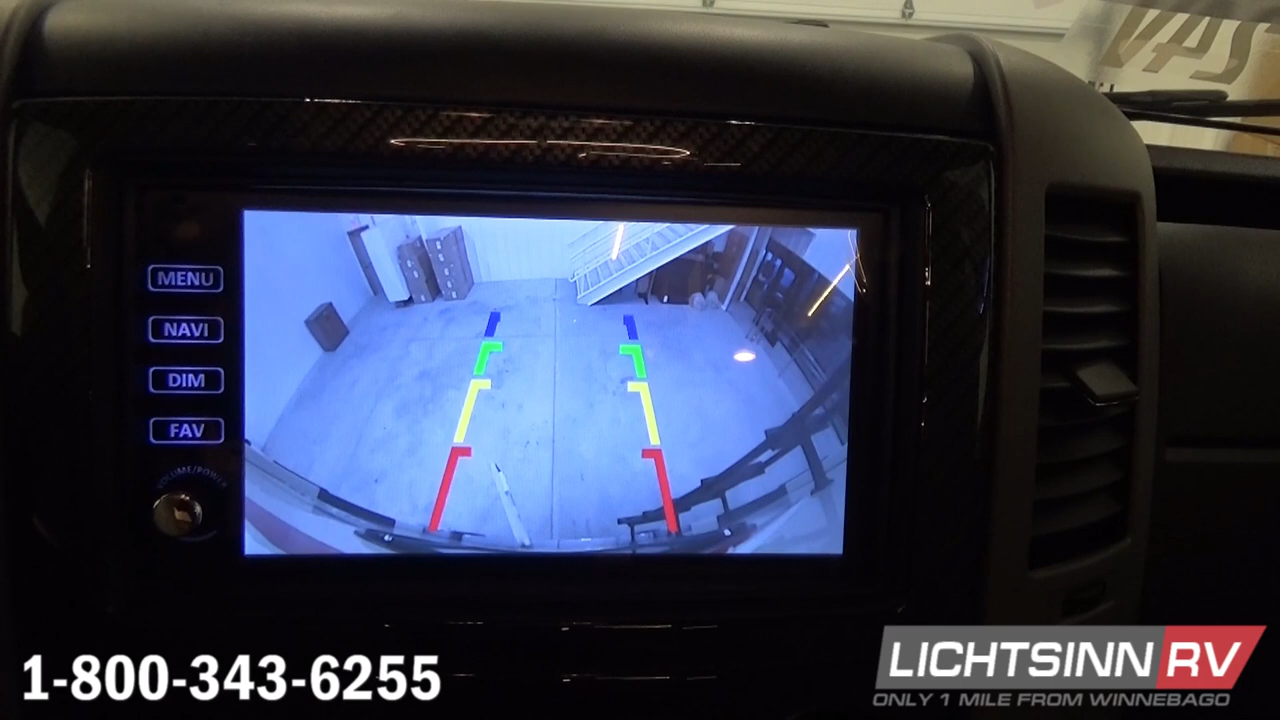 MENU
NAVI
DIM
FAV
VOLUME/POWER
1-800-343-6255
LICHTSINN RV
ONLY 1 MILE FROM WINNEBAGO